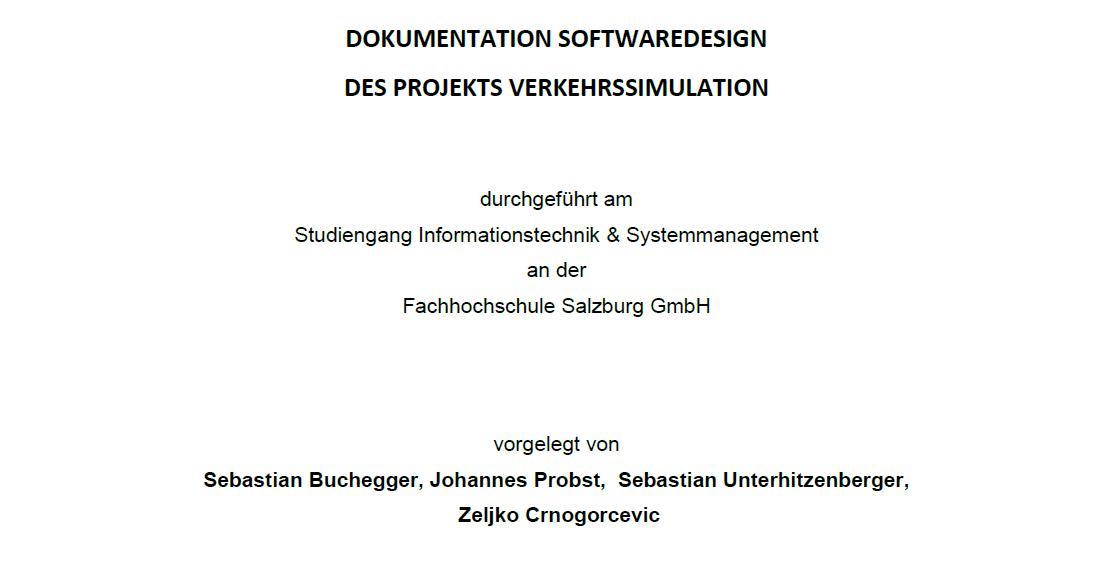 DOKUMENTATION SOFTWAREDESIGN
DES PROJEKTS VERKEHRSSIMULATION
durchgeführt am
Studiengang Informationstechnik & Systemmanagement
an der
Fachhochschule Salzburg GmbH
vorgelegt von
Sebastian Buchegger, Johannes Probst,  Sebastian Unterhitzenberger,
Zeljko Crnogorcevic